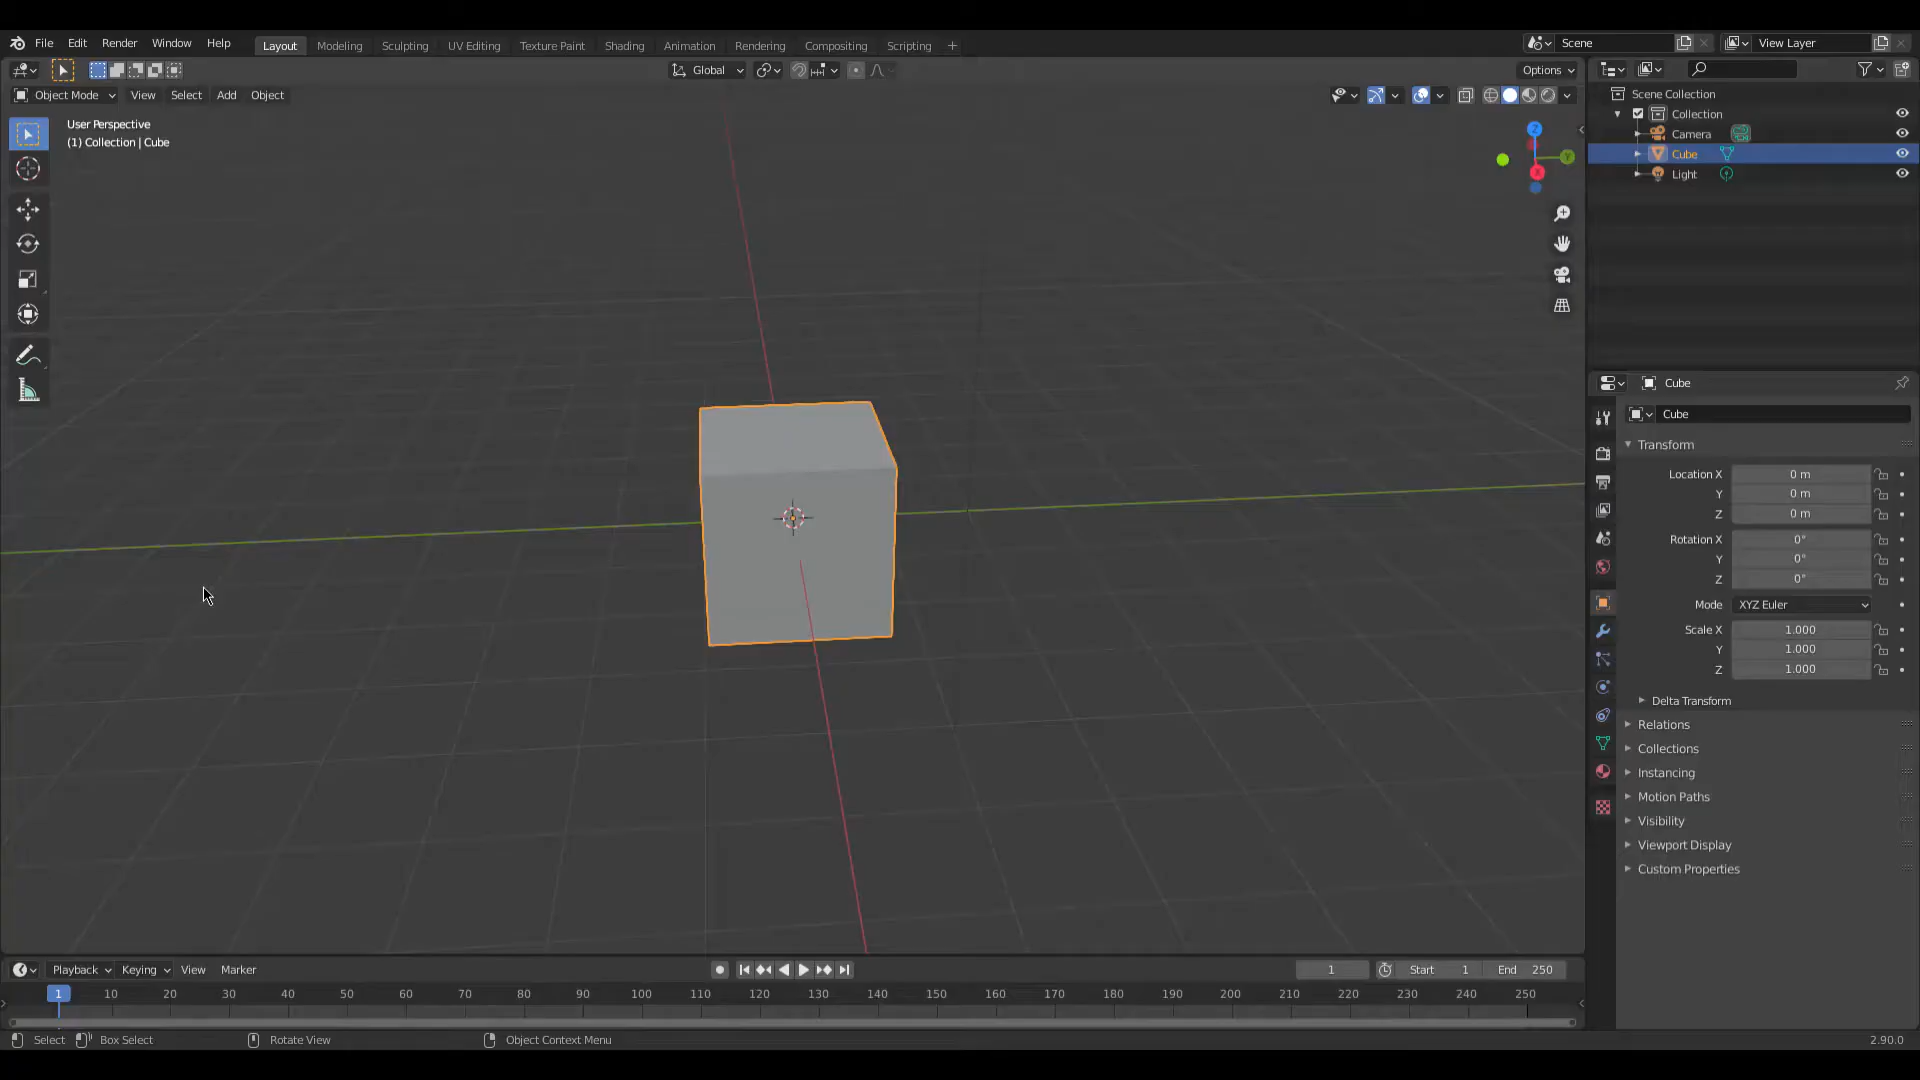 File Edit Render Window Help Layout Modeling Sculpting UV Editing Texture Paint Shading Animation Rendering Compositing Scripting + Scene View Layer
Global Options
Object Mode View Select Add Object
User Perspective
(1) Collection | Cube
Z
Y
X
Scene Collection
Collection
Camera
Cube
Light
Cube
Cube
Transform
Location X 0 m
Y 0 m
Z 0 m
Rotation X 0°
Y 0°
Z 0°
Mode XYZ Euler
Scale X 1.000
Y 1.000
Z 1.000
Delta Transform
Relations
Collections
Instancing
Motion Paths
Visibility
Viewport Display
Custom Properties
Playback Keying View Marker 1 Start 1 End 250
1 10 20 30 40 50 60 70 80 90 100 110 120 130 140 150 160 170 180 190 200 210 220 230 240 250
Select Box Select Rotate View Object Context Menu 2.90.0